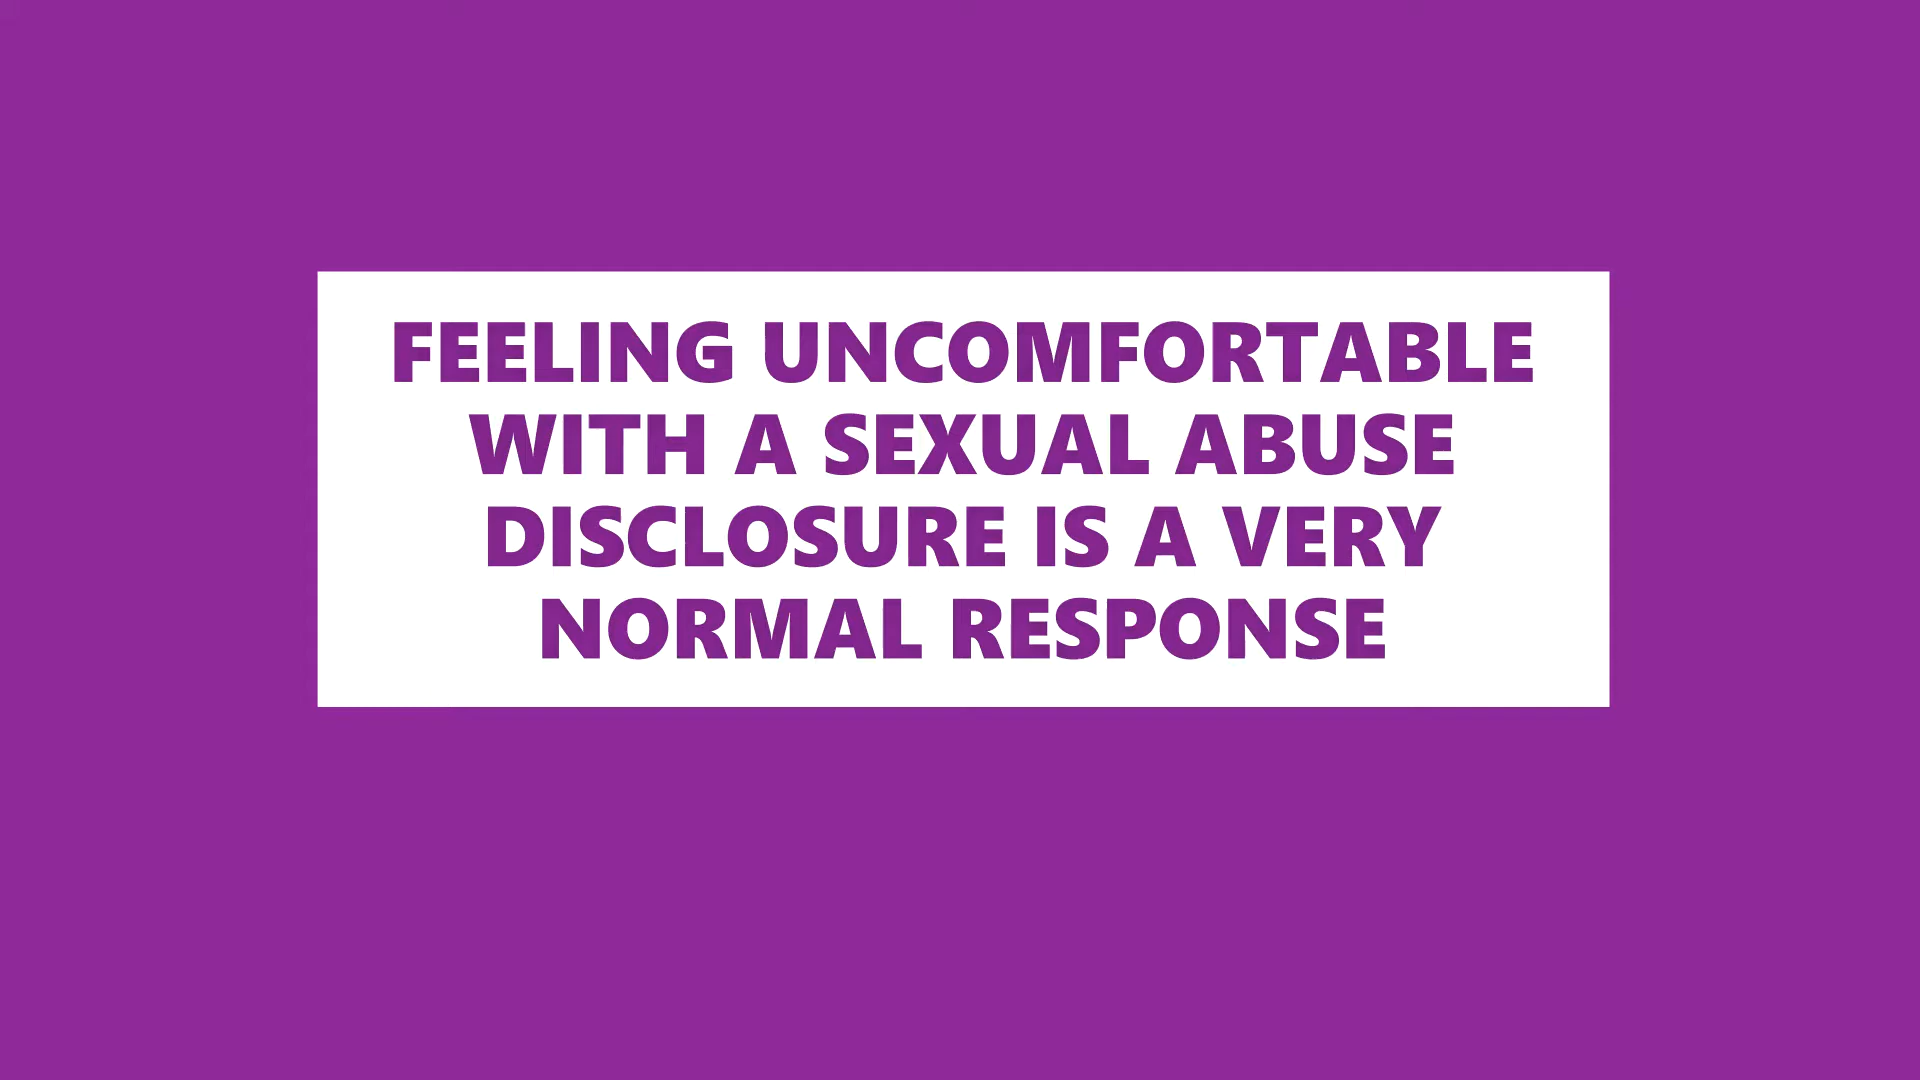 FEELING UNCOMFORTABLE
WITH A SEXUAL ABUSE
DISCLOSURE IS A VERY
NORMAL RESPONSE